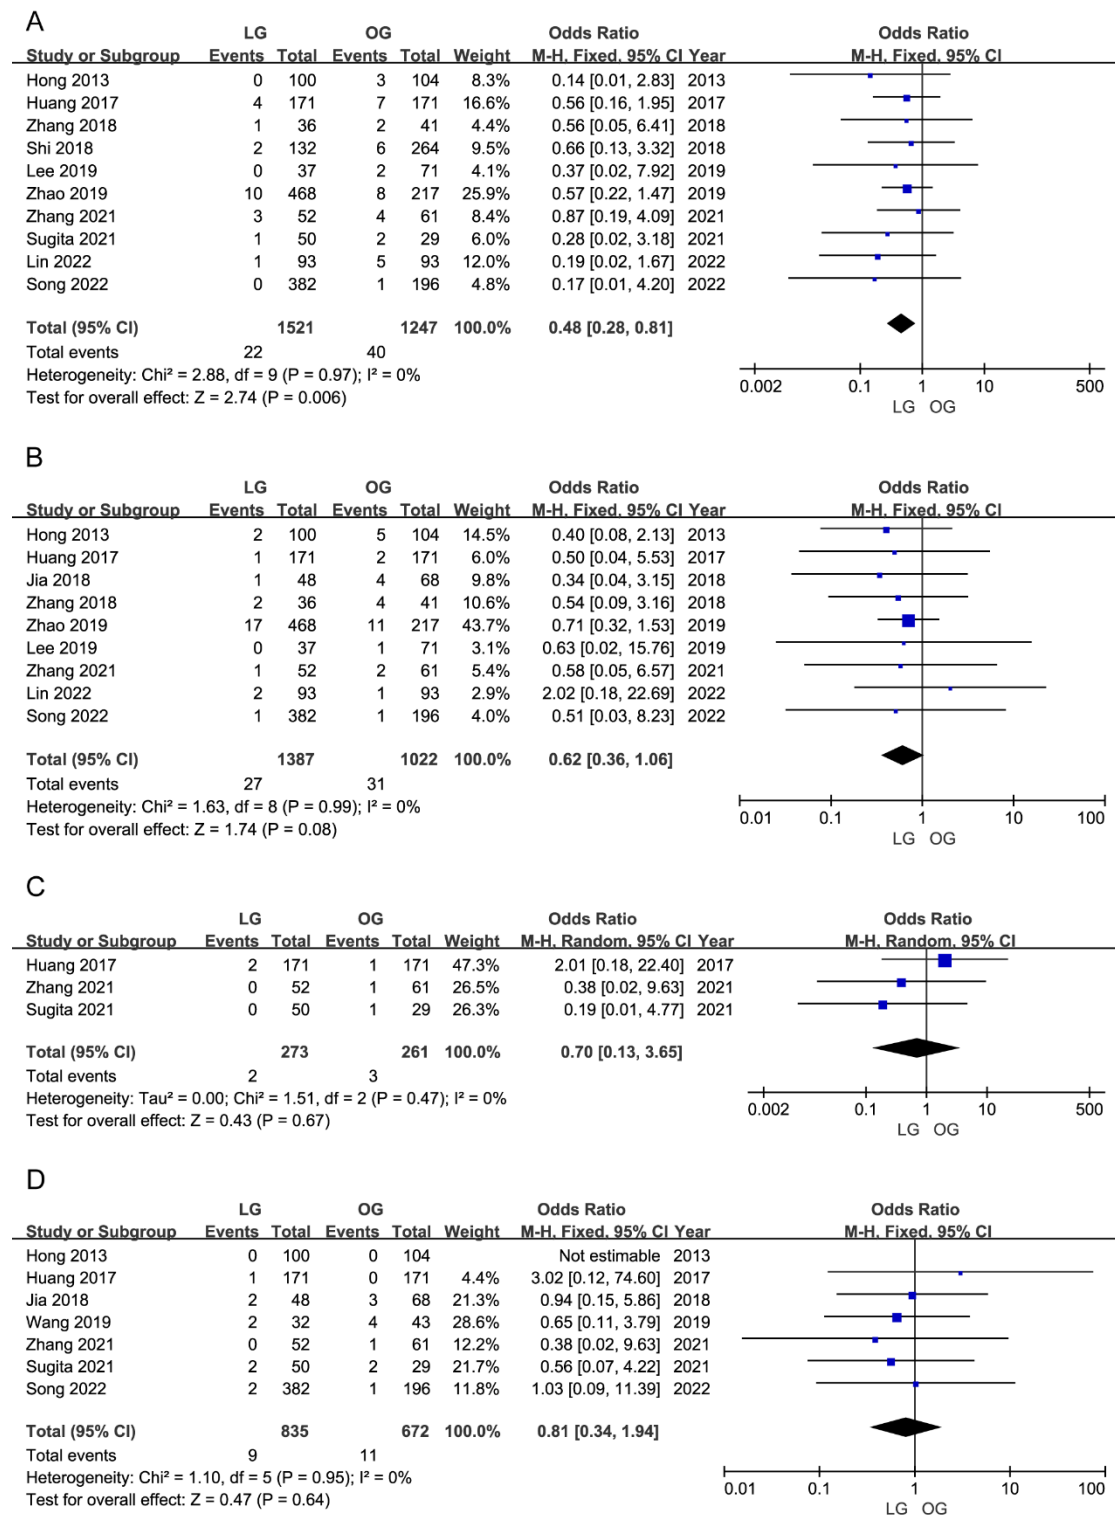 A
LG OG Odds Ratio Odds Ratio
Study or Subgroup Events Total Events Total Weight M-H, Fixed, 95% CI Year M-H, Fixed, 95% CI
Hong 2013 0 100 3 104 8.3% 0.14 [0.01, 2.83] 2013
Huang 2017 4 171 7 171 16.6% 0.56 [0.16, 1.95] 2017
Zhang 2018 1 36 2 41 4.4% 0.56 [0.05, 6.41] 2018
Shi 2018 2 132 6 264 9.5% 0.66 [0.13, 3.32] 2018
Lee 2019 0 37 2 71 4.1% 0.37 [0.02, 7.92] 2019
Zhao 2019 10 468 8 217 25.9% 0.57 [0.22, 1.47] 2019
Zhang 2021 3 52 4 61 8.4% 0.87 [0.19, 4.09] 2021
Sugita 2021 1 50 2 29 6.0% 0.28 [0.02, 3.18] 2021
Lin 2022 1 93 5 93 12.0% 0.19 [0.02, 1.67] 2022
Song 2022 0 382 1 196 4.8% 0.17 [0.01, 4.20] 2022
Total (95% CI) 1521 1247 100.0% 0.48 [0.28, 0.81]
Total events 22 40
Heterogeneity: Chi² = 2.88, df = 9 (P = 0.97); I² = 0%
Test for overall effect: Z = 2.74 (P = 0.006)
0.002 0.1 1 10 500
LG OG
B
LG OG Odds Ratio Odds Ratio
Study or Subgroup Events Total Events Total Weight M-H, Fixed, 95% CI Year M-H, Fixed, 95% CI
Hong 2013 2 100 5 104 14.5% 0.40 [0.08, 2.13] 2013
Huang 2017 1 171 2 171 6.0% 0.50 [0.04, 5.53] 2017
Jia 2018 1 48 4 68 9.8% 0.34 [0.04, 3.15] 2018
Zhang 2018 2 36 4 41 10.6% 0.54 [0.09, 3.16] 2018
Zhao 2019 17 468 11 217 43.7% 0.71 [0.32, 1.53] 2019
Lee 2019 0 37 1 71 3.1% 0.63 [0.02, 15.76] 2019
Zhang 2021 1 52 2 61 5.4% 0.58 [0.05, 6.57] 2021
Lin 2022 2 93 1 93 2.9% 2.02 [0.18, 22.69] 2022
Song 2022 1 382 1 196 4.0% 0.51 [0.03, 8.23] 2022
Total (95% CI) 1387 1022 100.0% 0.62 [0.36, 1.06]
Total events 27 31
Heterogeneity: Chi² = 1.63, df = 8 (P = 0.99); I² = 0%
Test for overall effect: Z = 1.74 (P = 0.08)
0.01 0.1 1 10 100
LG OG
C
LG OG Odds Ratio Odds Ratio
Study or Subgroup Events Total Events Total Weight M-H, Random, 95% CI Year M-H, Random, 95% CI
Huang 2017 2 171 1 171 47.3% 2.01 [0.18, 22.40] 2017
Zhang 2021 0 52 1 61 26.5% 0.38 [0.02, 9.63] 2021
Sugita 2021 0 50 1 29 26.3% 0.19 [0.01, 4.77] 2021
Total (95% CI) 273 261 100.0% 0.70 [0.13, 3.65]
Total events 2 3
Heterogeneity: Tau² = 0.00; Chi² = 1.51, df = 2 (P = 0.47); I² = 0%
Test for overall effect: Z = 0.43 (P = 0.67)
0.002 0.1 1 10 500
LG OG
D
LG OG Odds Ratio Odds Ratio
Study or Subgroup Events Total Events Total Weight M-H, Fixed, 95% CI Year M-H, Fixed, 95% CI
Hong 2013 0 100 0 104 Not estimable 2013
Huang 2017 1 171 0 171 4.4% 3.02 [0.12, 74.60] 2017
Jia 2018 2 48 3 68 21.3% 0.94 [0.15, 5.86] 2018
Wang 2019 2 32 4 43 28.6% 0.65 [0.11, 3.79] 2019
Zhang 2021 0 52 1 61 12.2% 0.38 [0.02, 9.63] 2021
Sugita 2021 2 50 2 29 21.7% 0.56 [0.07, 4.22] 2021
Song 2022 2 382 1 196 11.8% 1.03 [0.09, 11.39] 2022
Total (95% CI) 835 672 100.0% 0.81 [0.34, 1.94]
Total events 9 11
Heterogeneity: Chi² = 1.10, df = 5 (P = 0.95); I² = 0%
Test for overall effect: Z = 0.47 (P = 0.64)
0.01 0.1 1 10 100
LG OG